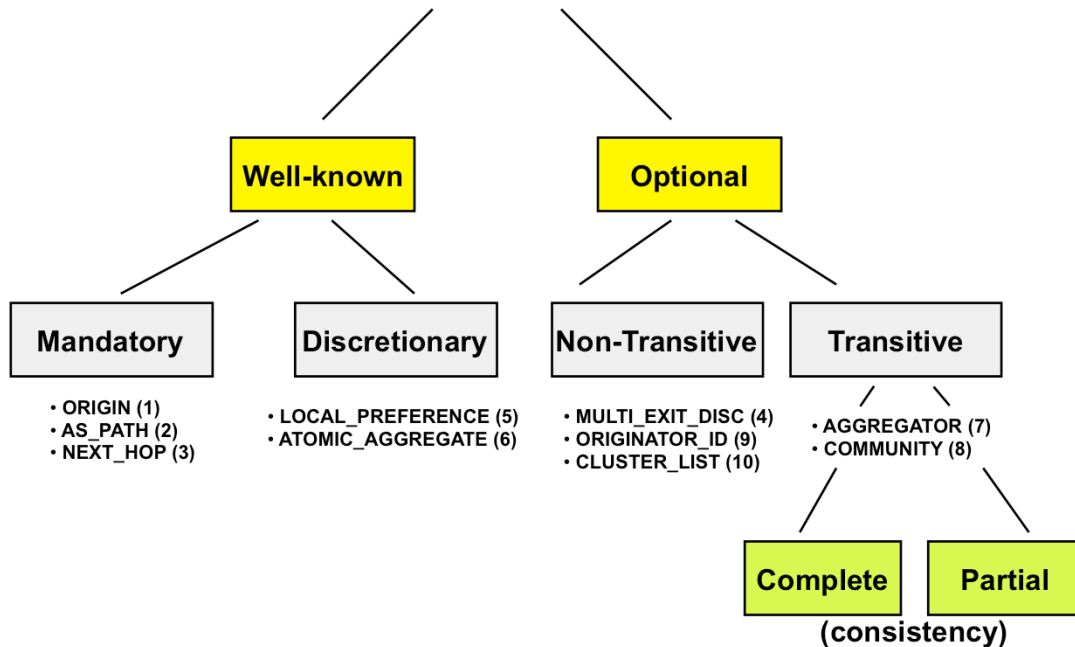 Well-known
Optional
Mandatory
Discretionary
Non-Transitive
Transitive
• ORIGIN (1)
• AS_PATH (2)
• NEXT_HOP (3)
• LOCAL_PREFERENCE (5)
• ATOMIC_AGGREGATE (6)
• MULTI_EXIT_DISC (4)
• ORIGINATOR_ID (9)
• CLUSTER_LIST (10)
• AGGREGATOR (7)
• COMMUNITY (8)
Complete
Partial
(consistency)